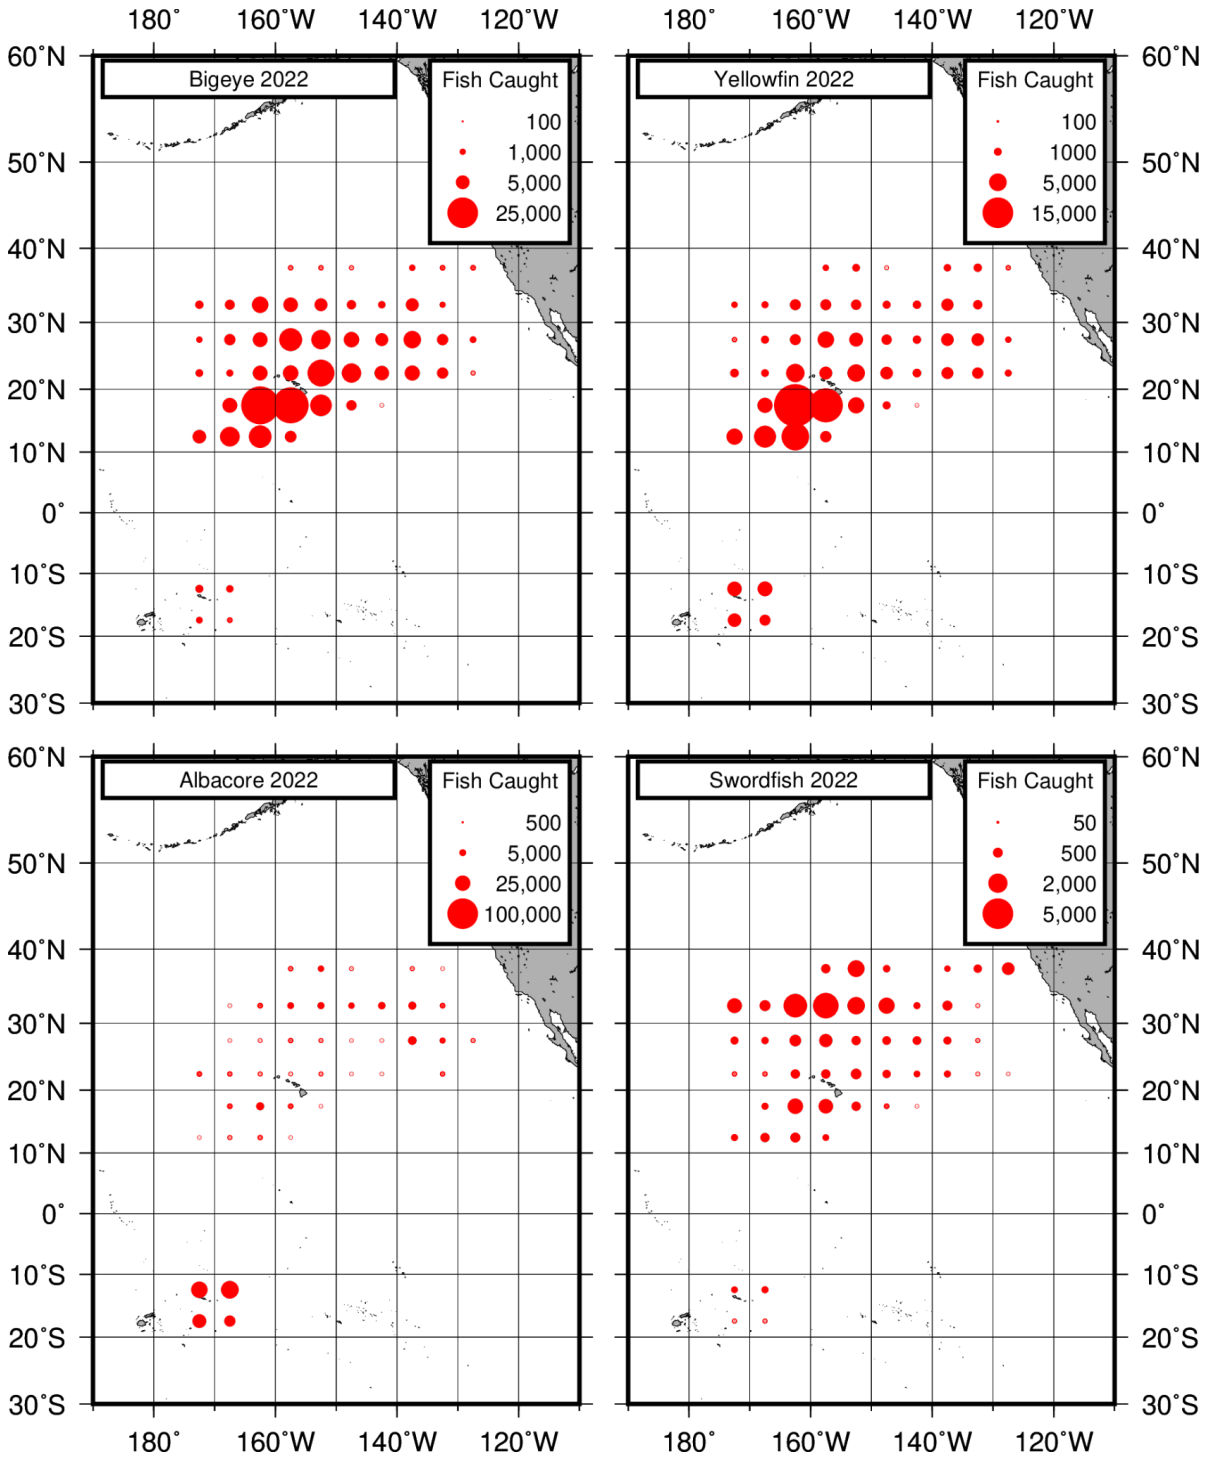 180˚ 160˚W 140˚W 120˚W 180˚ 160˚W 140˚W 120˚W
60˚N 60˚N
Bigeye 2022 Fish Caught Yellowfin 2022 Fish Caught
100 100
1,000 1000
50˚N 50˚N
5,000 5,000
25,000 15,000
40˚N 40˚N
30˚N 30˚N
20˚N 20˚N
10˚N 10˚N
0˚ 0˚
10˚S 10˚S
20˚S 20˚S
30˚S 30˚S
60˚N 60˚N
Albacore 2022 Fish Caught Swordfish 2022 Fish Caught
500 50
5,000 500
50˚N 50˚N
25,000 2,000
100,000 5,000
40˚N 40˚N
30˚N 30˚N
20˚N 20˚N
10˚N 10˚N
0˚ 0˚
10˚S 10˚S
20˚S 20˚S
30˚S 30˚S
180˚ 160˚W 140˚W 120˚W 180˚ 160˚W 140˚W 120˚W